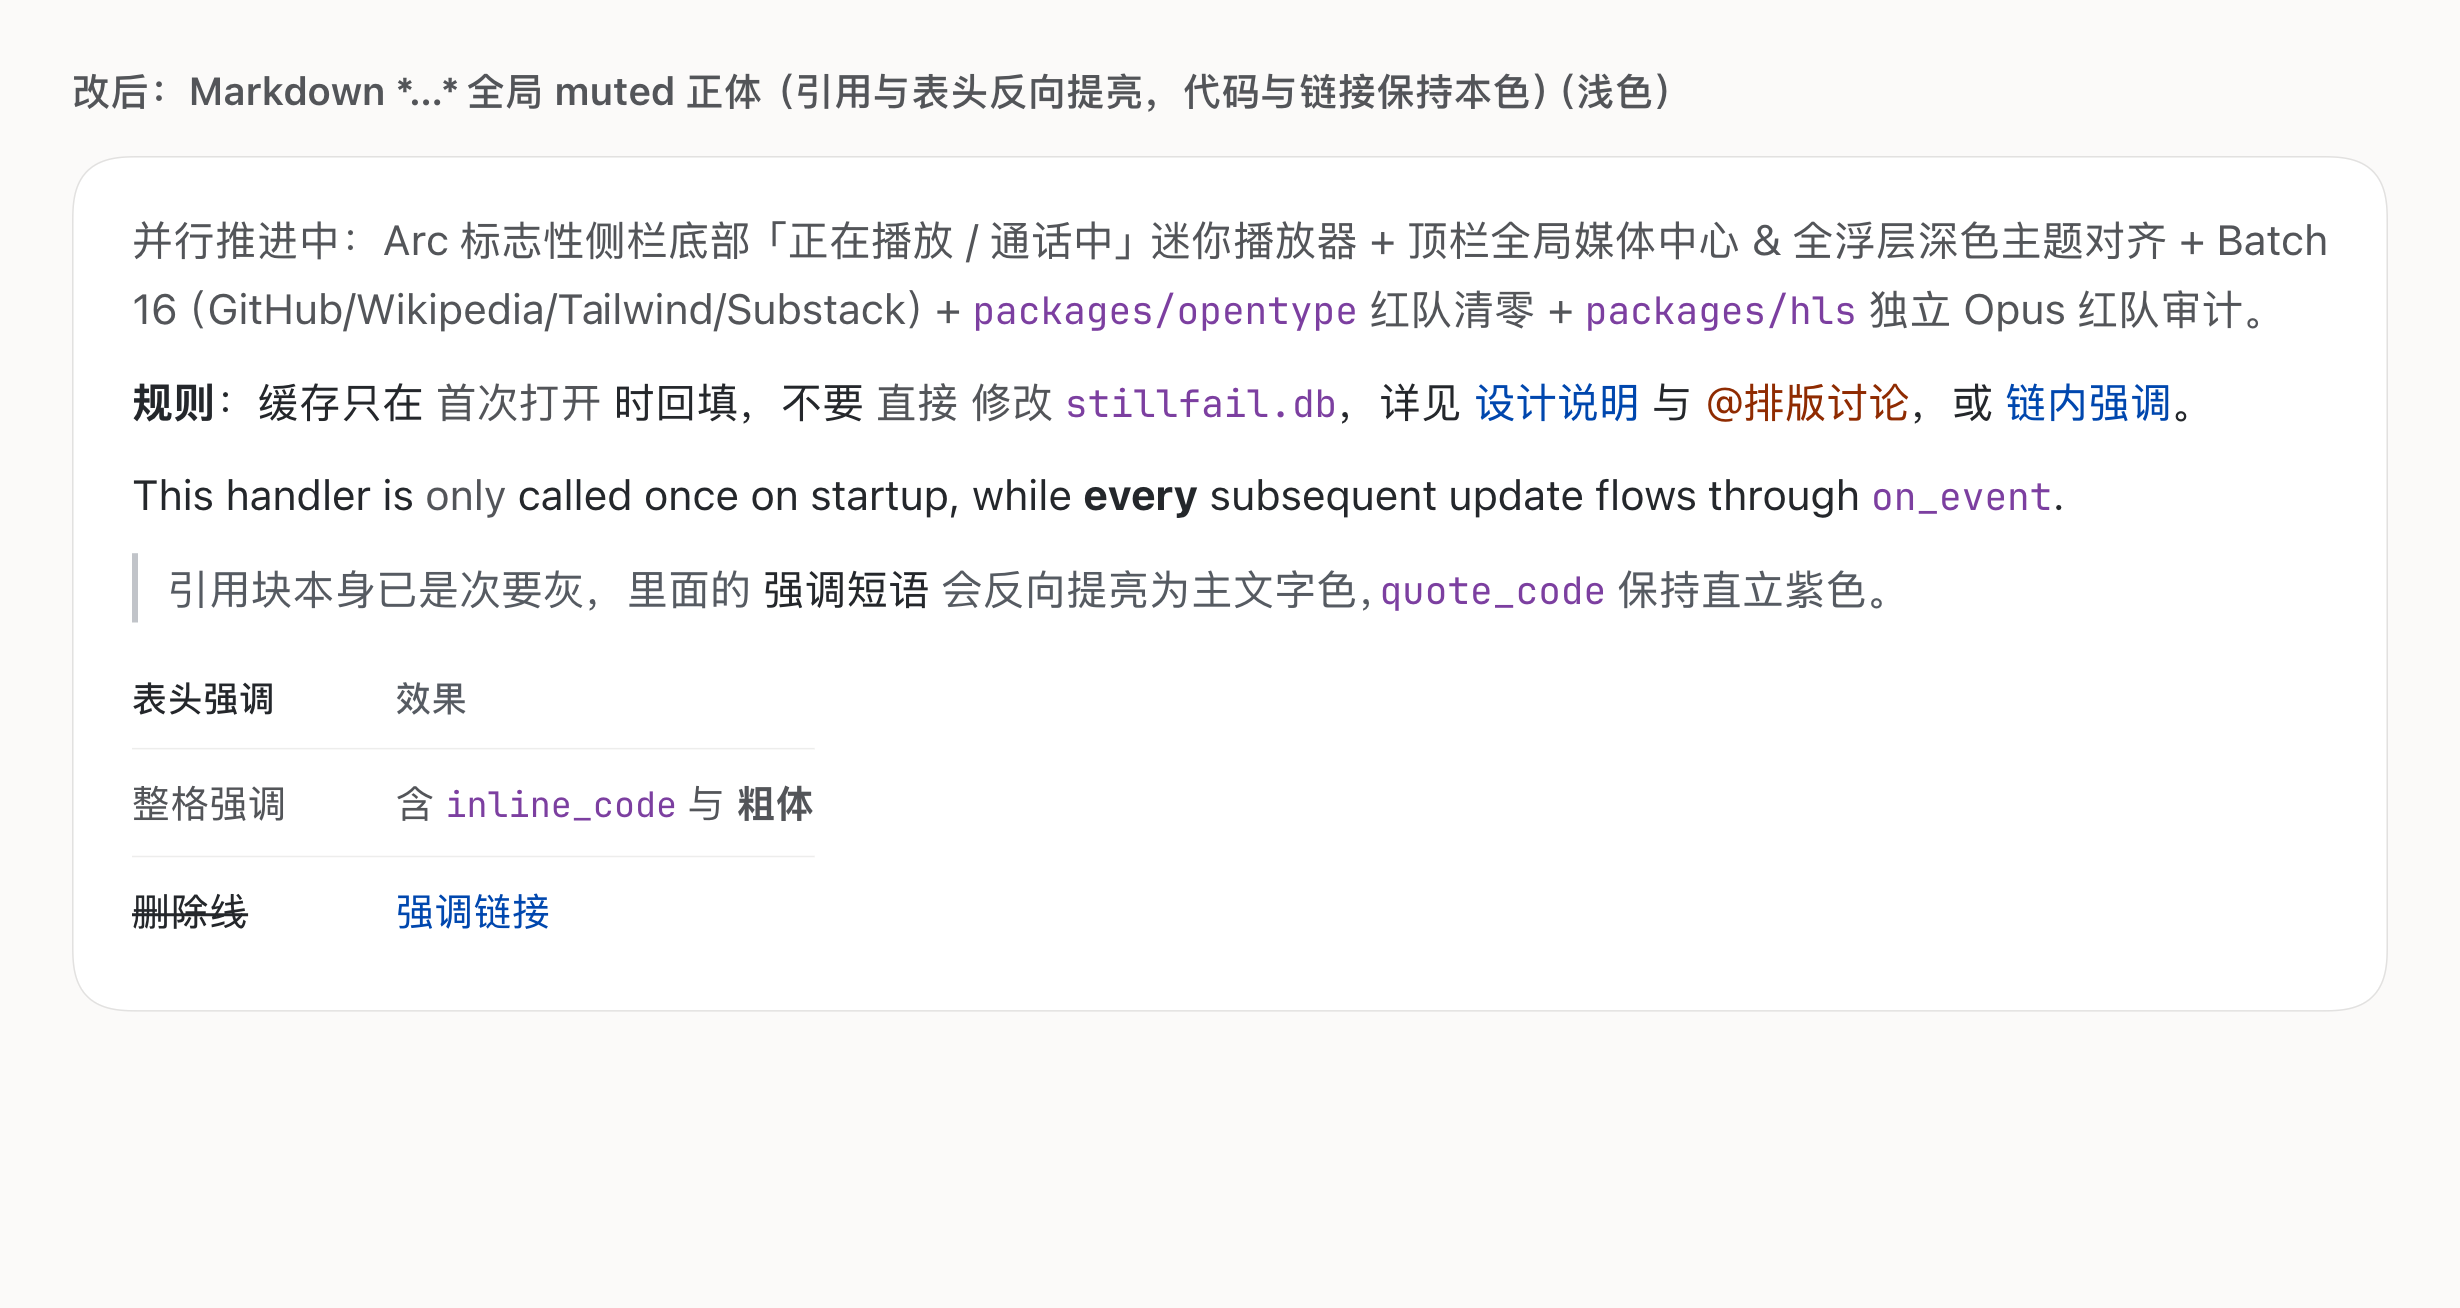 改后：Markdown *...* 全局 muted 正体（引用与表头反向提亮，代码与链接保持本色）(浅色)
并行推进中：Arc 标志性侧栏底部「正在播放 / 通话中」迷你播放器 + 顶栏全局媒体中心 & 全浮层深色主题对齐 + Batch
16 (GitHub/Wikipedia/Tailwind/Substack) + packages/opentype 红队清零 + packages/hls 独立 Opus 红队审计。
规则：缓存只在 首次打开 时回填，不要 直接 修改 stillfail.db，详见 设计说明 与 @排版讨论，或 链内强调。
This handler is only called once on startup, while every subsequent update flows through on_event.
引用块本身已是次要灰，里面的 强调短语 会反向提亮为主文字色，quote_code 保持直立紫色。
表头强调 效果
整格强调 含 inline_code 与 粗体
删除线 强调链接